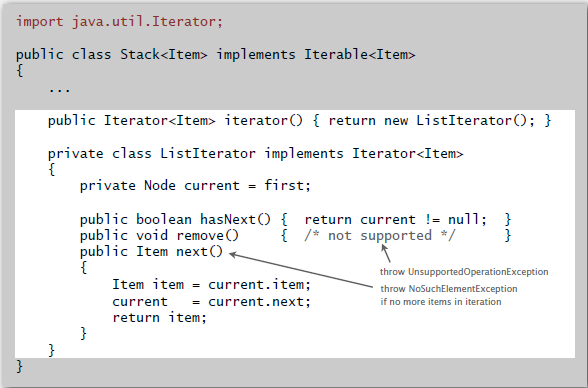 import java.util.Iterator;
public class Stack<Item> implements Iterable<Item>
{
...
public Iterator<Item> iterator() { return new ListIterator(); }
private class ListIterator implements Iterator<Item>
{
private Node current = first;
public boolean hasNext() { return current != null; }
public void remove() { /* not supported */ }
public Item next()
{
throw UnsupportedOperationException
Item item = current.item;
throw NoSuchElementException
current = current.next;
if no more items in iteration
return item;
}
}
}